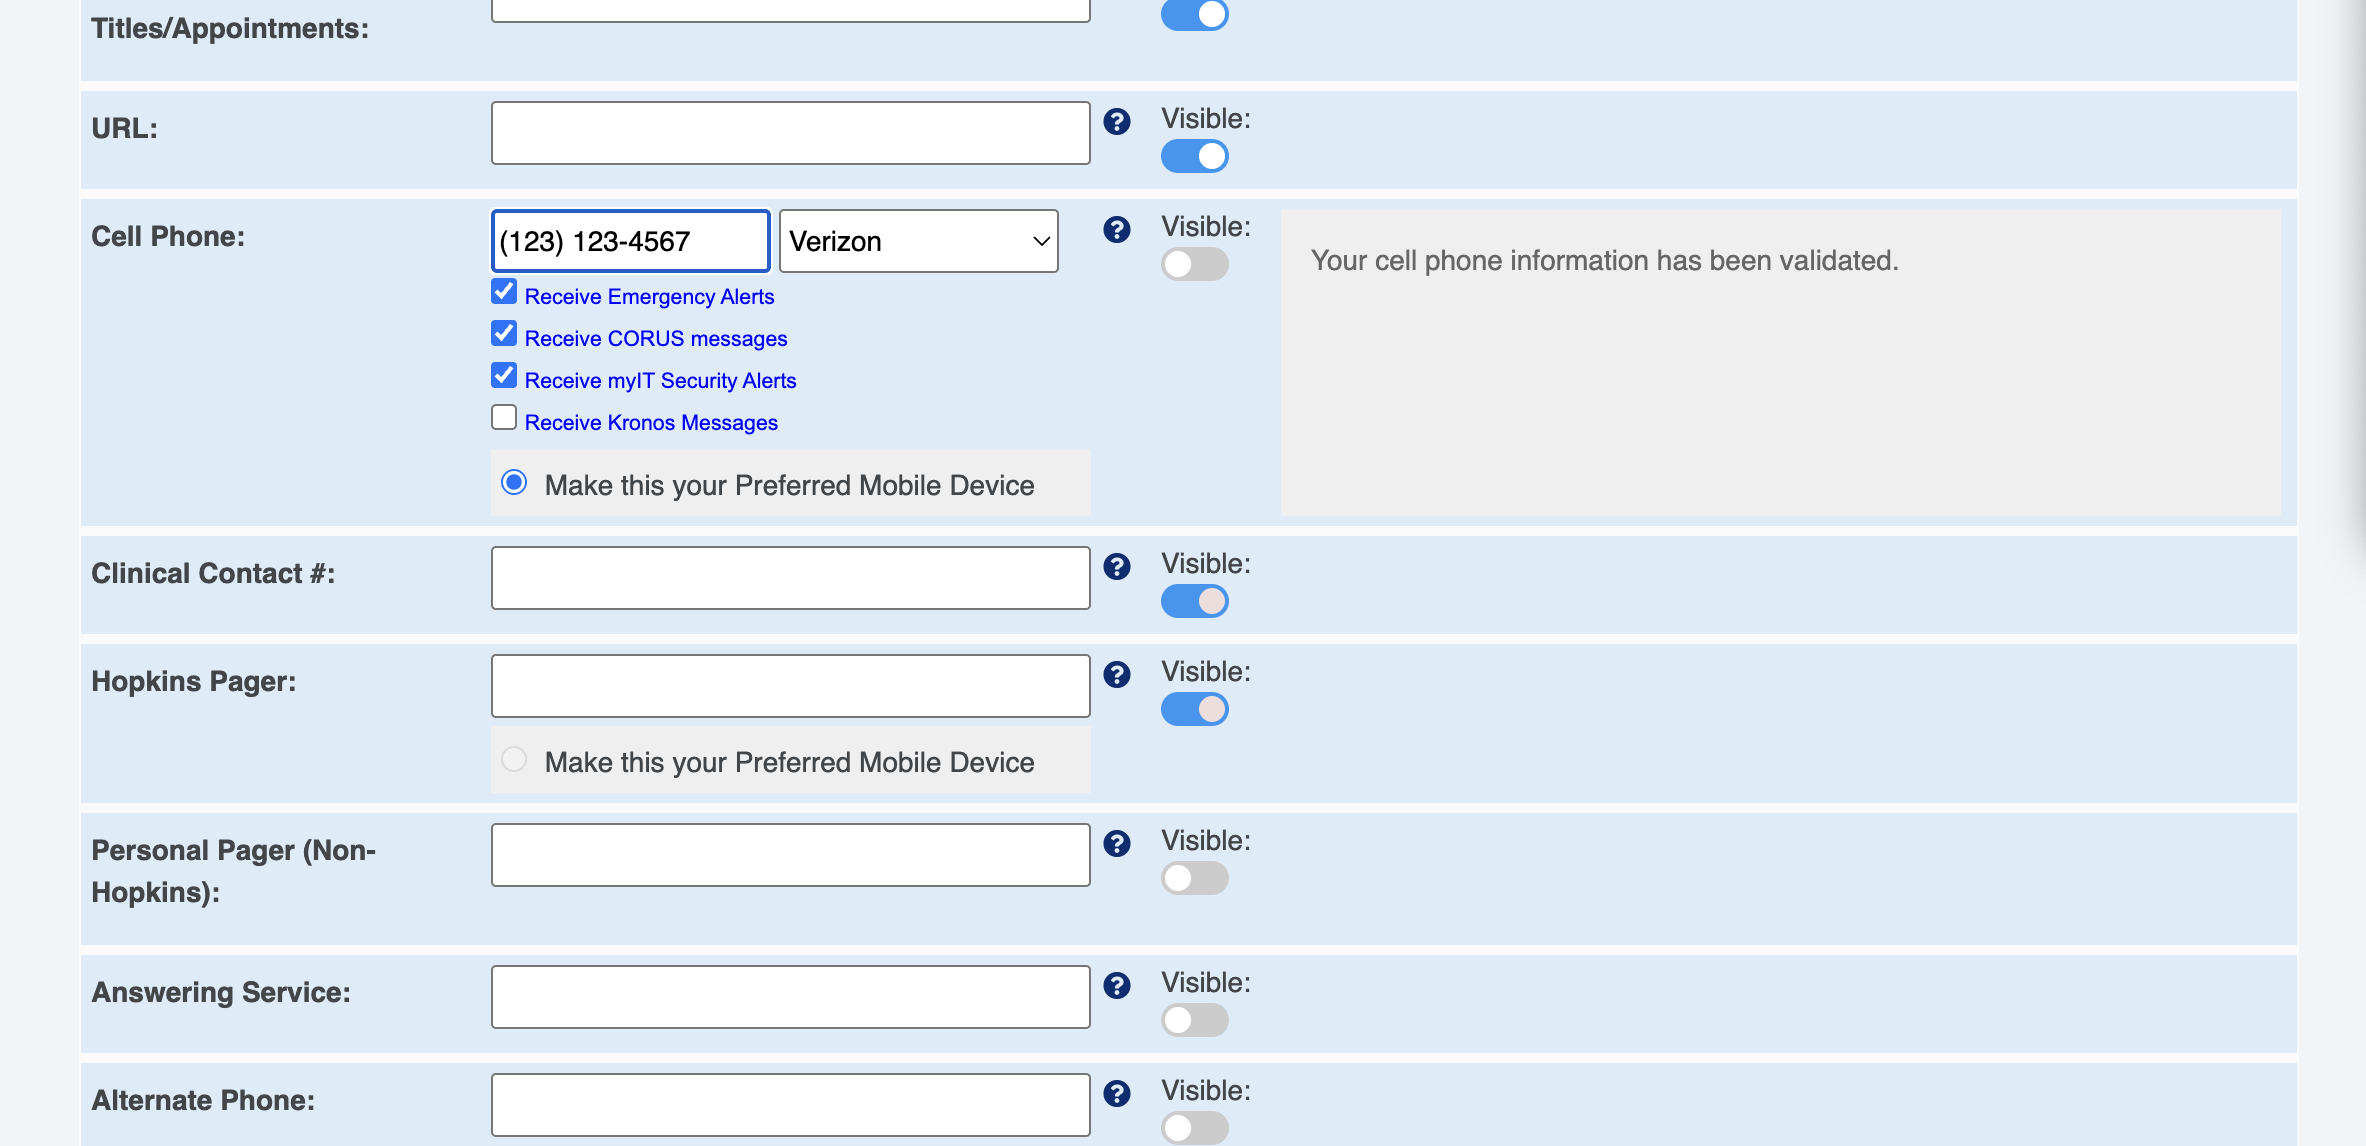 Titles/Appointments:
URL:
Visible:
Cell Phone:
(123) 123-4567
Verizon
Visible:
Your cell phone information has been validated.
Receive Emergency Alerts
Receive CORUS messages
Receive myIT Security Alerts
Receive Kronos Messages
Make this your Preferred Mobile Device
Clinical Contact #:
Visible:
Hopkins Pager:
Visible:
Make this your Preferred Mobile Device
Personal Pager (Non-
Hopkins):
Visible:
Answering Service:
Visible:
Alternate Phone:
Visible: